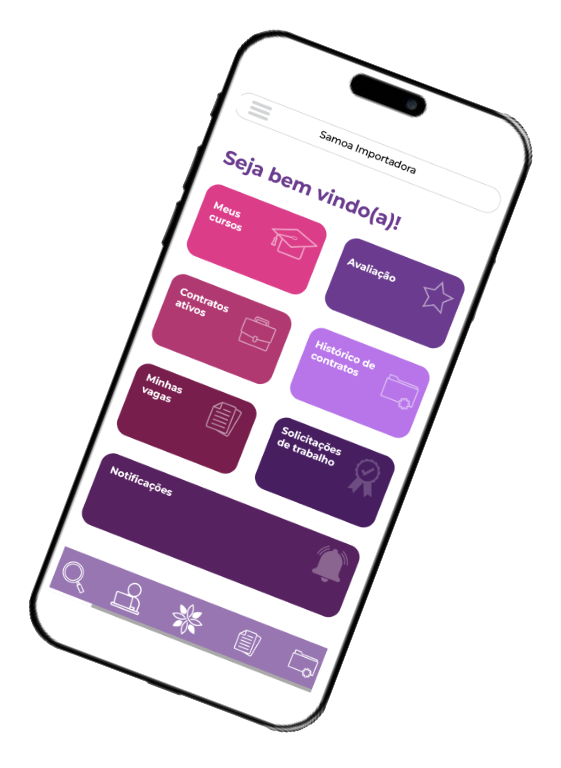 Samoa Importadora
Seja bem vindo(a)!
Meus
cursos
Avaliação
Contratos
ativos
Histórico de
contratos
Minhas
vagas
Solicitações
de trabalho
Notificações